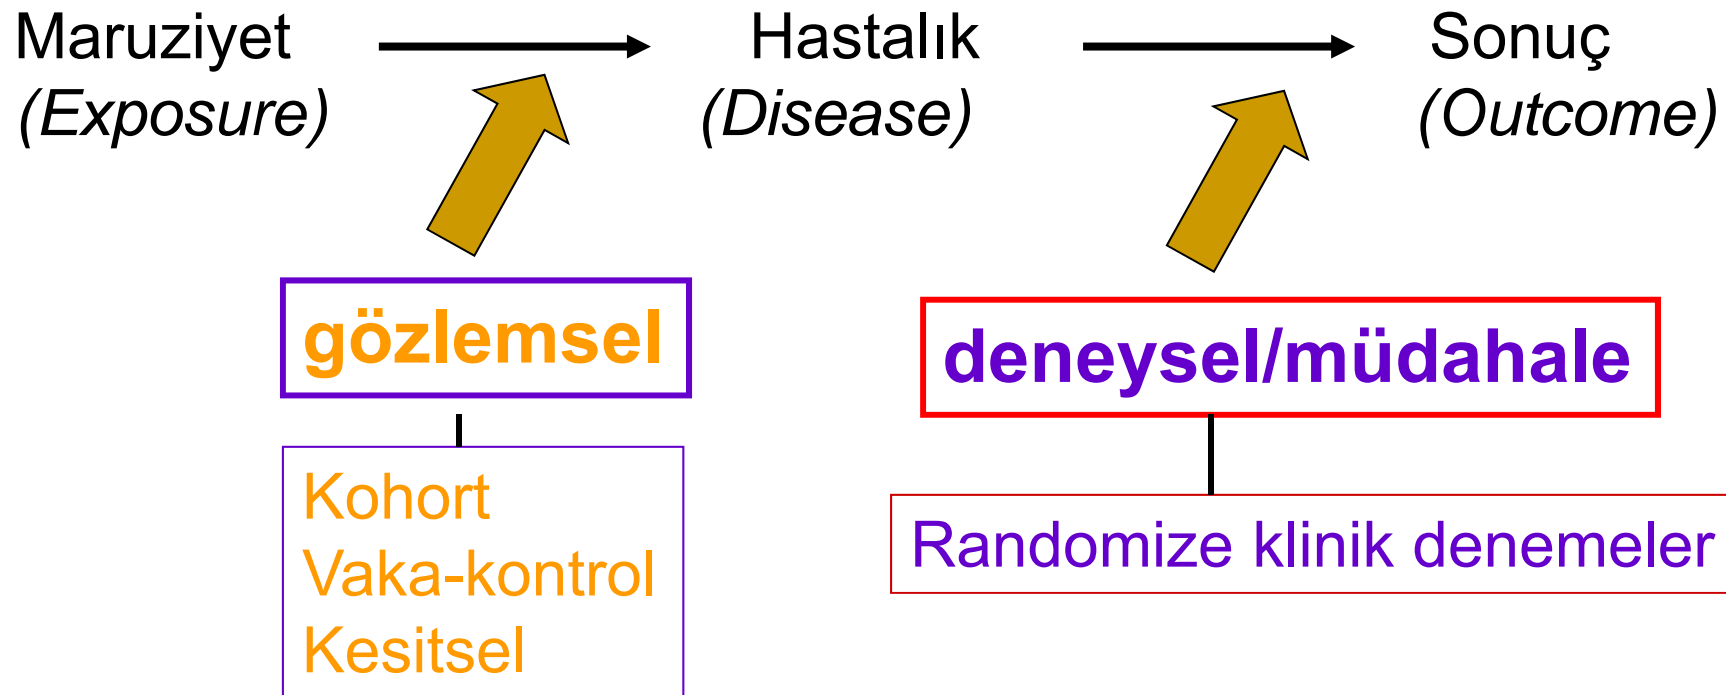 Maruziyet
(Exposure)
Hastalık
(Disease)
Sonuç
(Outcome)
gözlemsel
Kohort
Vaka-kontrol
Kesitsel
deneysel/müdahale
Randomize klinik denemeler